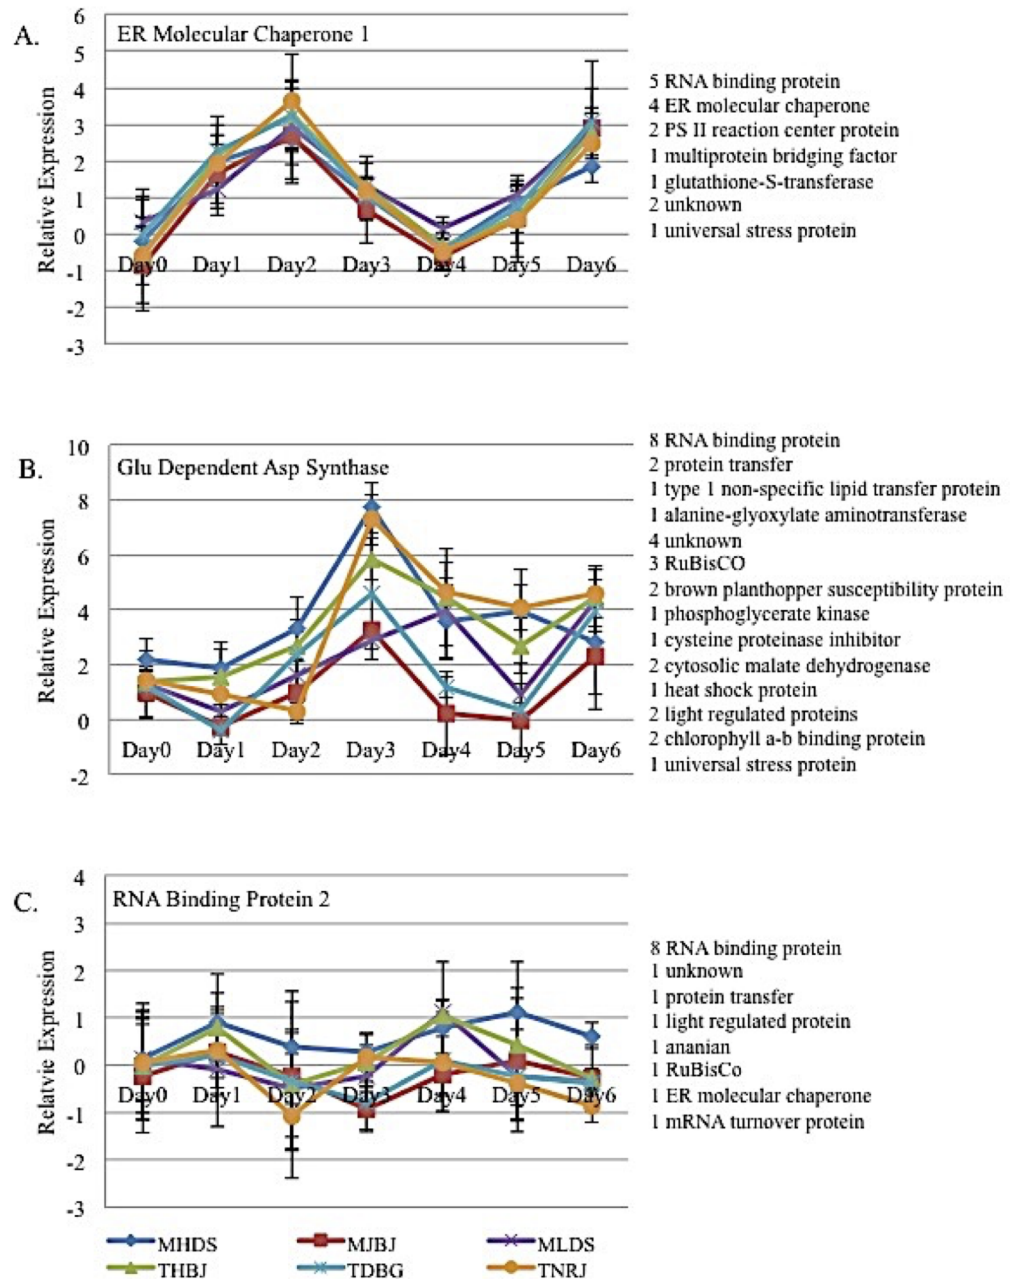 A.
ER Molecular Chaperone 1
Relative Expression
6
5
4
3
2
1
0
-1
-2
-3
Day0 Day1 Day2 Day3 Day4 Day5 Day6
5 RNA binding protein
4 ER molecular chaperone
2 PS II reaction center protein
1 multiprotein bridging factor
1 glutathione-S-transferase
2 unknown
1 universal stress protein
B.
Glu Dependent Asp Synthase
Relative Expression
10
8
6
4
2
0
-2
Day0 Day1 Day2 Day3 Day4 Day5 Day6
8 RNA binding protein
2 protein transfer
1 type 1 non-specific lipid transfer protein
1 alanine-glyoxylate aminotransferase
4 unknown
3 RuBisCO
2 brown planthopper susceptibility protein
1 phosphoglycerate kinase
1 cysteine proteinase inhibitor
2 cytosolic malate dehydrogenase
1 heat shock protein
2 light regulated proteins
2 chlorophyll a-b binding protein
1 universal stress protein
C.
RNA Binding Protein 2
Relatvie Expression
4
3
2
1
0
-1
-2
-3
Day0 Day1 Day2 Day3 Day4 Day5 Day6
8 RNA binding protein
1 unknown
1 protein transfer
1 light regulated protein
1 ananian
1 RuBisCo
1 ER molecular chaperone
1 mRNA turnover protein
MHDS MJBJ MLDS
THBJ TDBG TNRJ